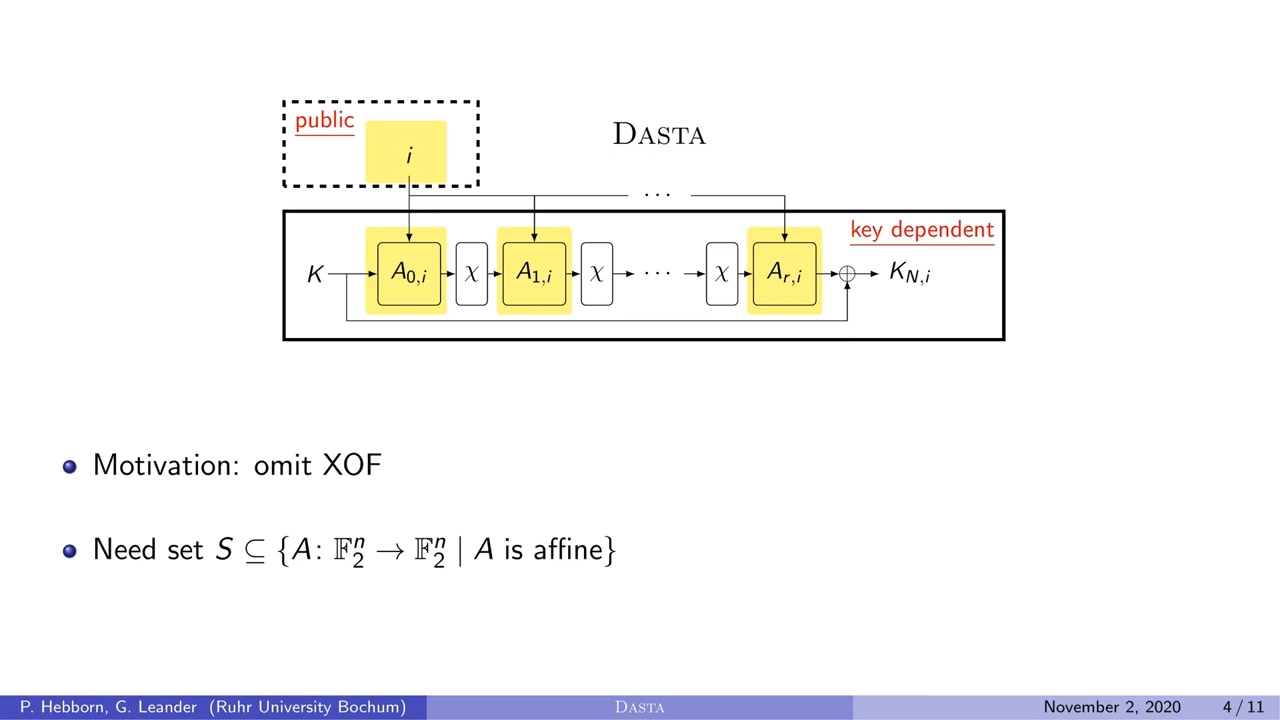 public
DASTA
i
· · ·
key dependent
K A₀,ᵢ χ A₁,ᵢ χ · · · χ Aᵣ,ᵢ ⊕ K_N,i
Motivation: omit XOF
Need set S ⊆ {A: 𝔽₂ⁿ → 𝔽₂ⁿ | A is affine}
P. Hebborn, G. Leander (Ruhr University Bochum) DASTA November 2, 2020 4 / 11